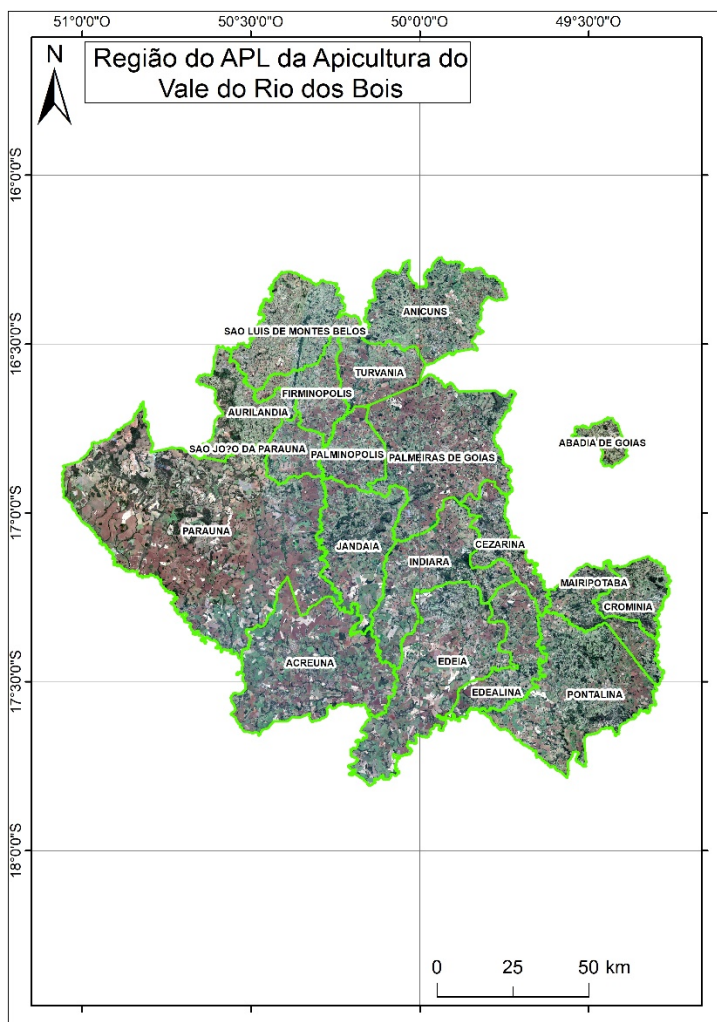 51°0'0"O 50°30'0"O 50°0'0"O 49°30'0"O
N
Região do APL da Apicultura do
Vale do Rio dos Bois
16°0'0"S
16°30'0"S
17°0'0"S
17°30'0"S
18°0'0"S
ANICUNS
SAO LUIS DE MONTES BELOS
TURVANIA
FIRMINOPOLIS
AURILANDIA
ABADIA DE GOIAS
SAO JO?O DA PARAUNA
PALMINOPOLIS
PALMEIRAS DE GOIAS
PARAUNA
JANDAIA
CEZARINA
INDIARA
MAIRIPOTABA
CROMINIA
ACREUNA
EDEIA
EDEALINA
PONTALINA
0 25 50 km